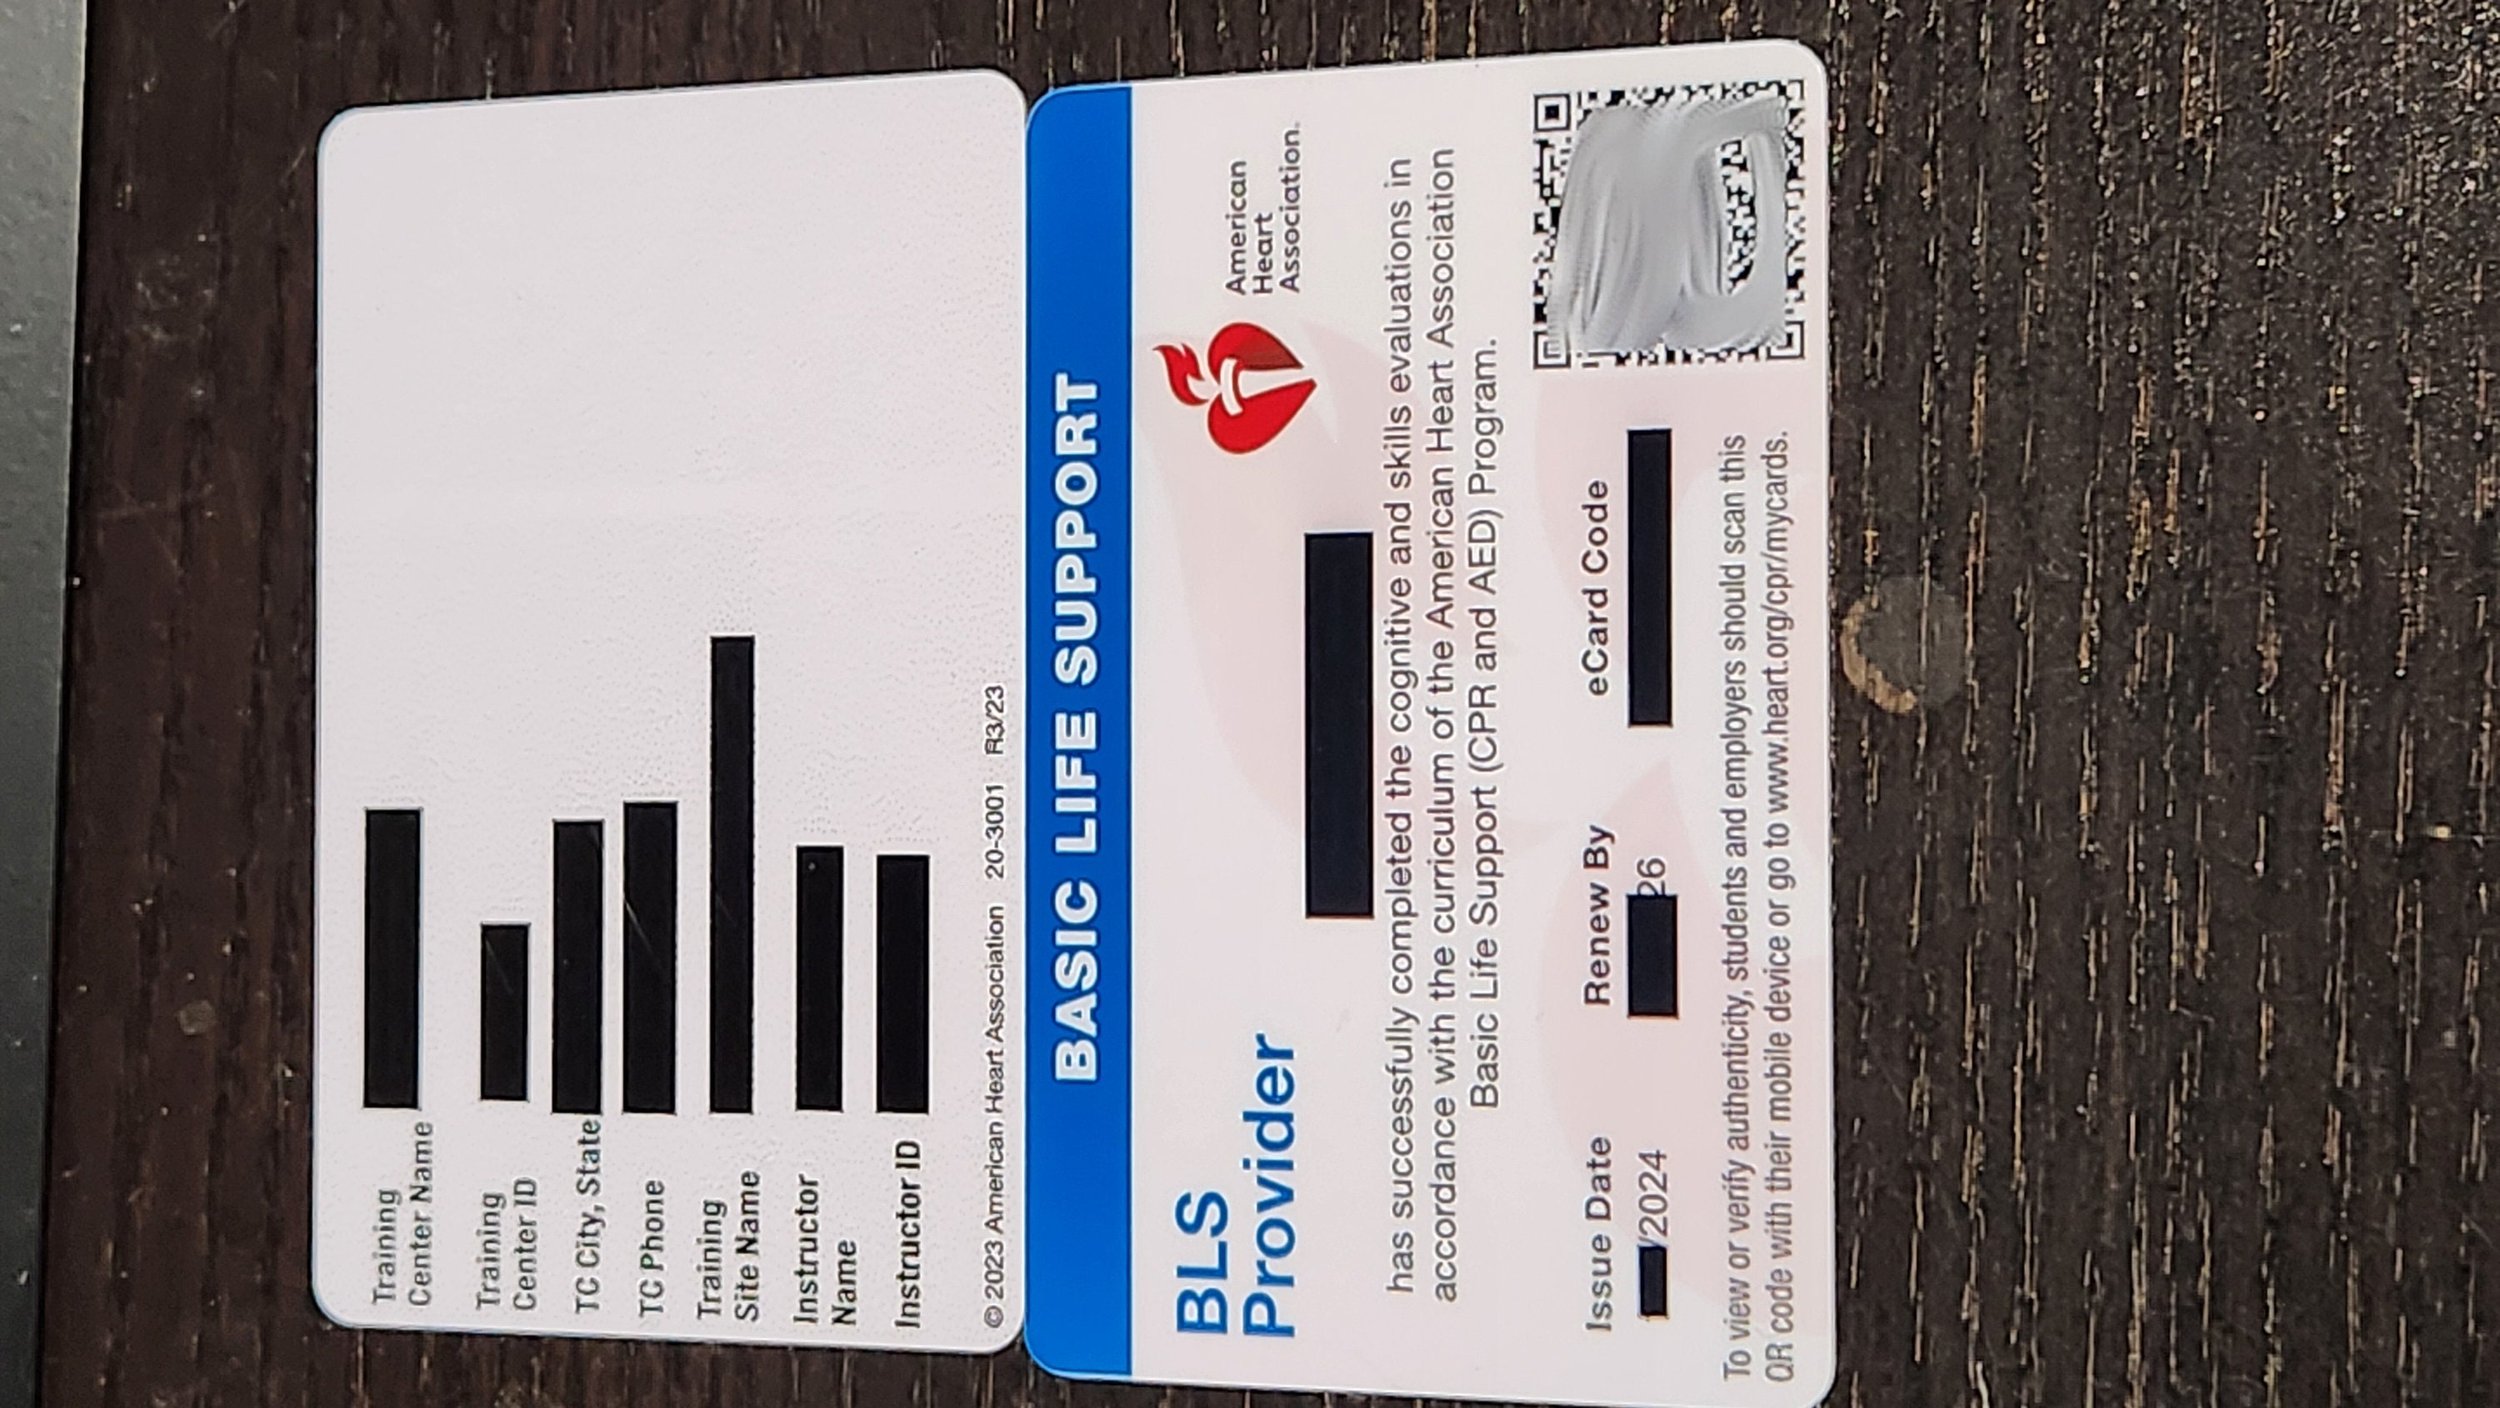 Training
Center Name
Training
Center ID
TC City, State
TC Phone
Training
Site Name
Instructor
Name
Instructor ID
© 2023 American Heart Association 20-3001 R3/23
BASIC LIFE SUPPORT
BLS
Provider
American
Heart
Association.
has successfully completed the cognitive and skills evaluations in
accordance with the curriculum of the American Heart Association
Basic Life Support (CPR and AED) Program.
Issue Date
/2024
Renew By
26
eCard Code
To view or verify authenticity, students and employers should scan this
QR code with their mobile device or go to www.heart.org/cpr/mycards.